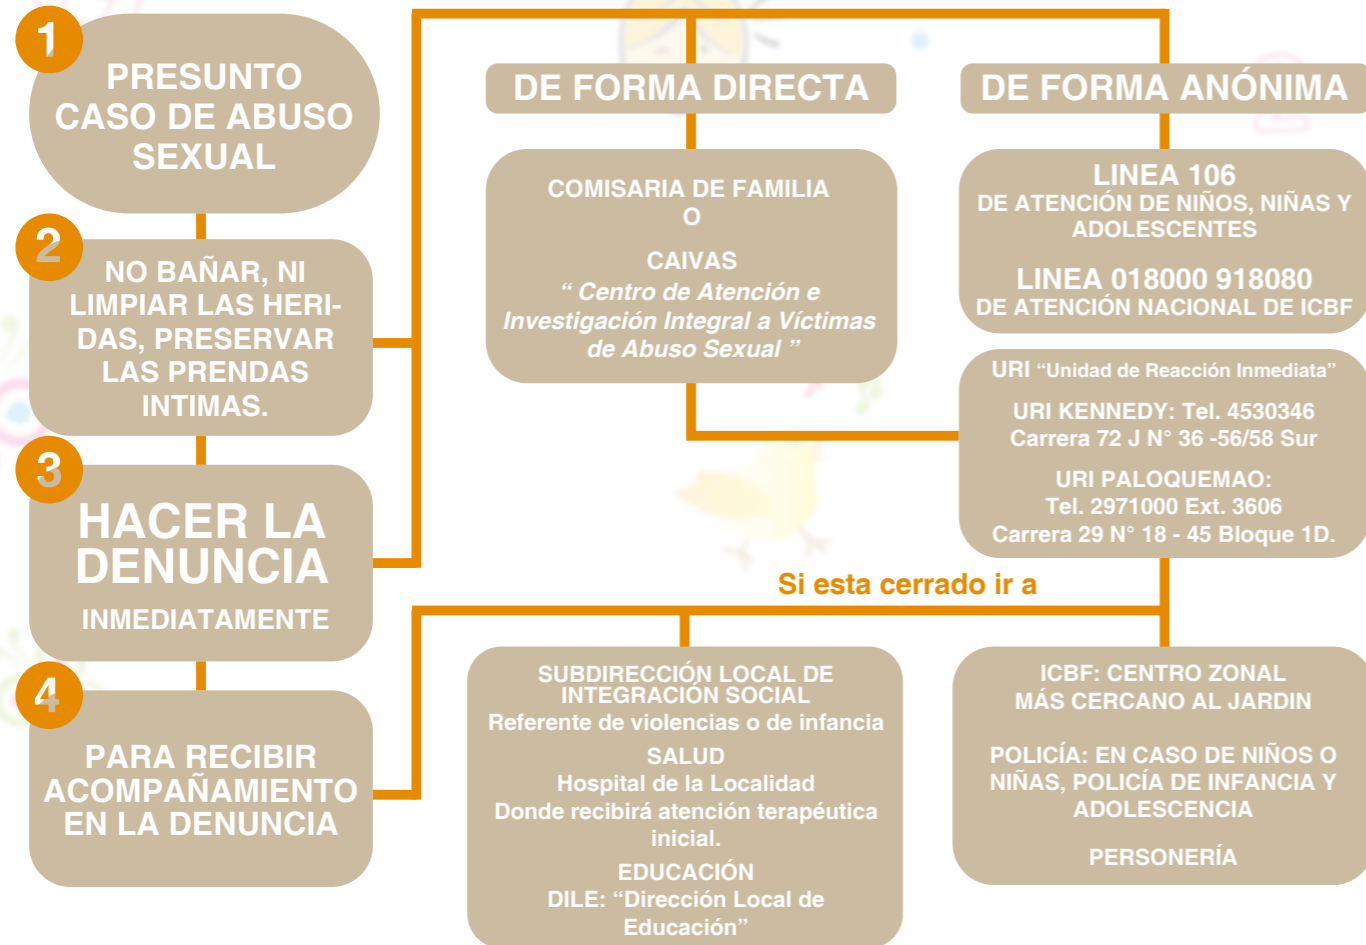 1
PRESUNTO
CASO DE ABUSO
SEXUAL
2
NO BAÑAR, NI
LIMPIAR LAS HERI-
DAS, PRESERVAR
LAS PRENDAS
INTIMAS.
3
HACER LA
DENUNCIA
INMEDIATAMENTE
4
PARA RECIBIR
ACOMPAÑAMIENTO
EN LA DENUNCIA
DE FORMA DIRECTA
COMISARIA DE FAMILIA
O
CAIVAS
“ Centro de Atención e
Investigación Integral a Víctimas
de Abuso Sexual ”
DE FORMA ANÓNIMA
LINEA 106
DE ATENCIÓN DE NIÑOS, NIÑAS Y
ADOLESCENTES
LINEA 018000 918080
DE ATENCIÓN NACIONAL DE ICBF
URI “Unidad de Reacción Inmediata”
URI KENNEDY: Tel. 4530346
Carrera 72 J N° 36 -56/58 Sur
URI PALOQUEMAO:
Tel. 2971000 Ext. 3606
Carrera 29 N° 18 - 45 Bloque 1D.
Si esta cerrado ir a
SUBDIRECCIÓN LOCAL DE
INTEGRACIÓN SOCIAL
Referente de violencias o de infancia
SALUD
Hospital de la Localidad
Donde recibirá atención terapéutica
inicial.
EDUCACIÓN
DILE: “Dirección Local de
Educación”
ICBF: CENTRO ZONAL
MÁS CERCANO AL JARDIN
POLICÍA: EN CASO DE NIÑOS O
NIÑAS, POLICÍA DE INFANCIA Y
ADOLESCENCIA
PERSONERÍA